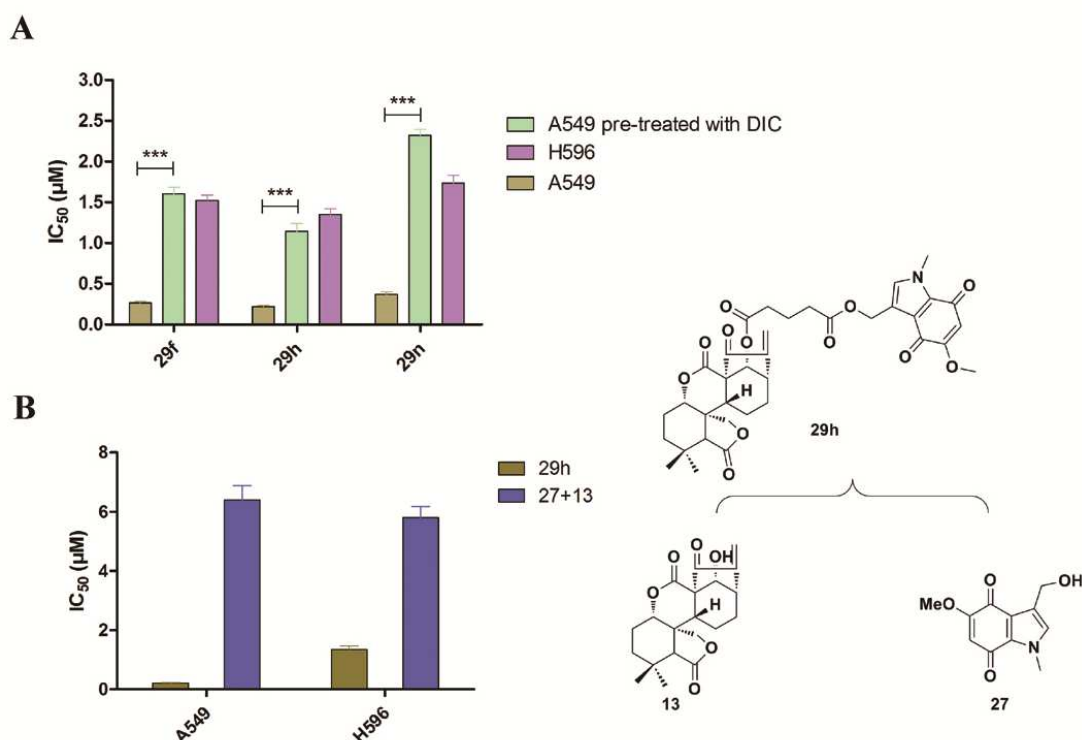 A
IC50 (µM)
3.0
2.5
2.0
1.5
1.0
0.5
0.0
***
***
***
29f
29h
29n
A549 pre-treated with DIC
H596
A549
B
IC50 (µM)
8
6
4
2
0
A549
H596
29h
27+13
O
O
O
O
O
O
O
O
O
N
O
O
O
H
29h
O
OH
O
O
H
O
O
13
OH
O
MeO
N
O
27